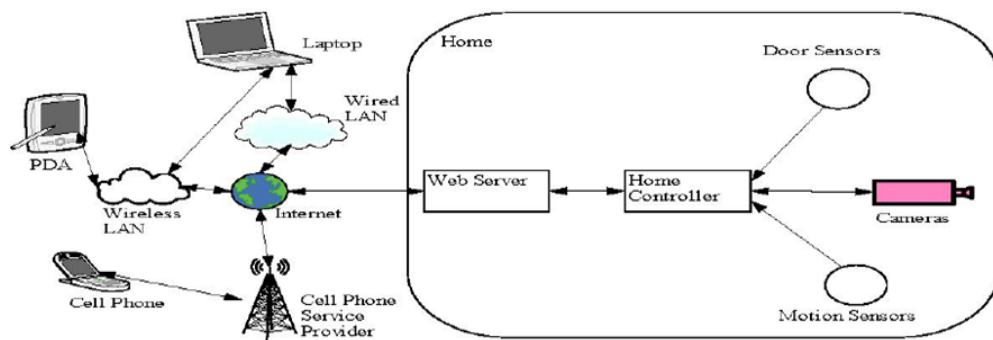 Laptop
Wired
LAN
PDA
Wireless
LAN
Internet
Cell Phone
Cell Phone
Service
Provider
Home
Web Server
Home
Controller
Door Sensors
Cameras
Motion Sensors